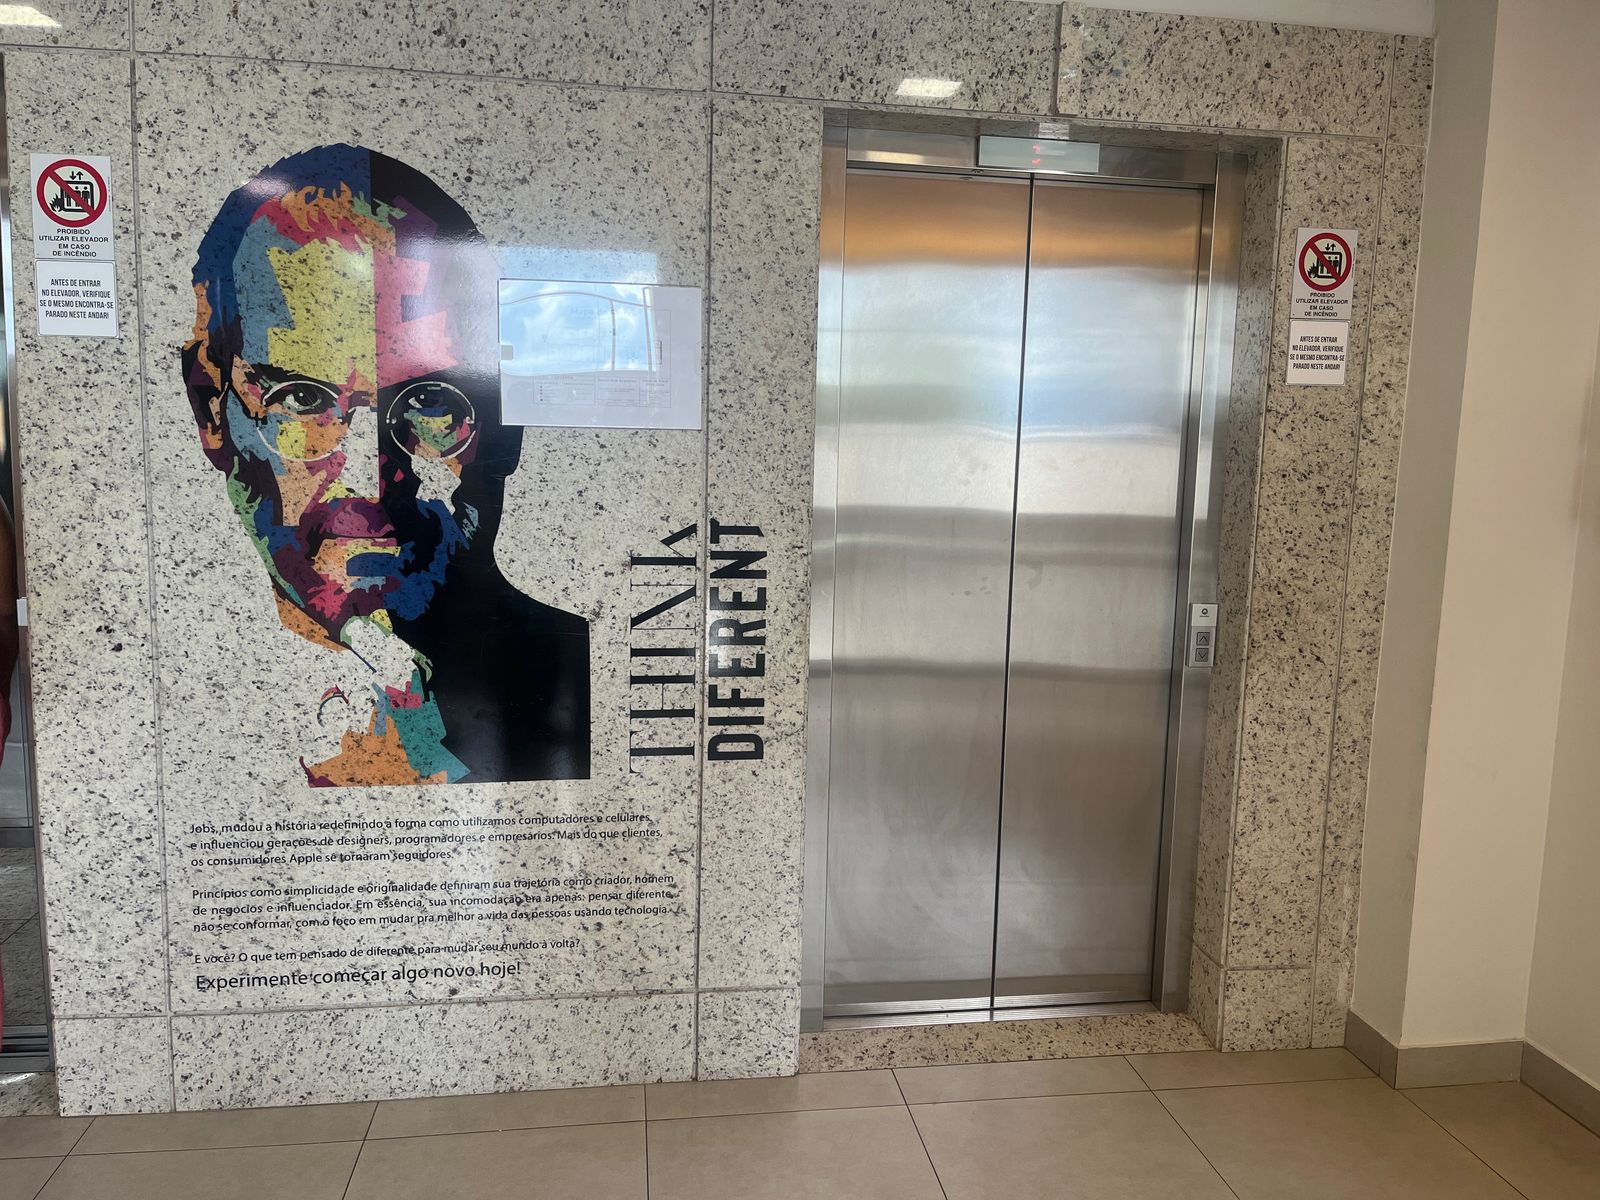 PROIBIDO
UTILIZAR ELEVADOR
EM CASO
DE INCÊNDIO
ANTES DE ENTRAR
NO ELEVADOR, VERIFIQUE
SE O MESMO ENCONTRA-SE
PARADO NESTE ANDAR!
THINK
DIFERENT
Jobs, mudou a história redefinindo a forma como utilizamos computadores e celulares,
e influenciou gerações de designers, programadores e empresários. Mais do que clientes,
os consumidores Apple se tornaram seguidores.
Princípios como simplicidade e originalidade definiram sua trajetória como criador, homem
de negócios e influenciador. Em essência, sua incomodação era apenas: pensar diferente,
não se conformar, com o foco em mudar pra melhor a vida das pessoas usando tecnologia.
E você? O que tem pensado de diferente para mudar seu mundo à volta?
Experimente começar algo novo hoje!
PROIBIDO
UTILIZAR ELEVADOR
EM CASO
DE INCÊNDIO
ANTES DE ENTRAR
NO ELEVADOR, VERIFIQUE
SE O MESMO ENCONTRA-SE
PARADO NESTE ANDAR!